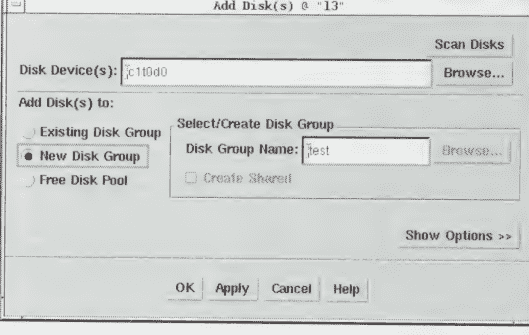 Add Disk(s) @ "l3"
Scan Disks
Disk Device(s): c1t0d0 Browse...
Add Disk(s) to:
Existing Disk Group
New Disk Group
Free Disk Pool
Select/Create Disk Group
Disk Group Name: test Browse...
Create Shared
Show Options >>
OK Apply Cancel Help